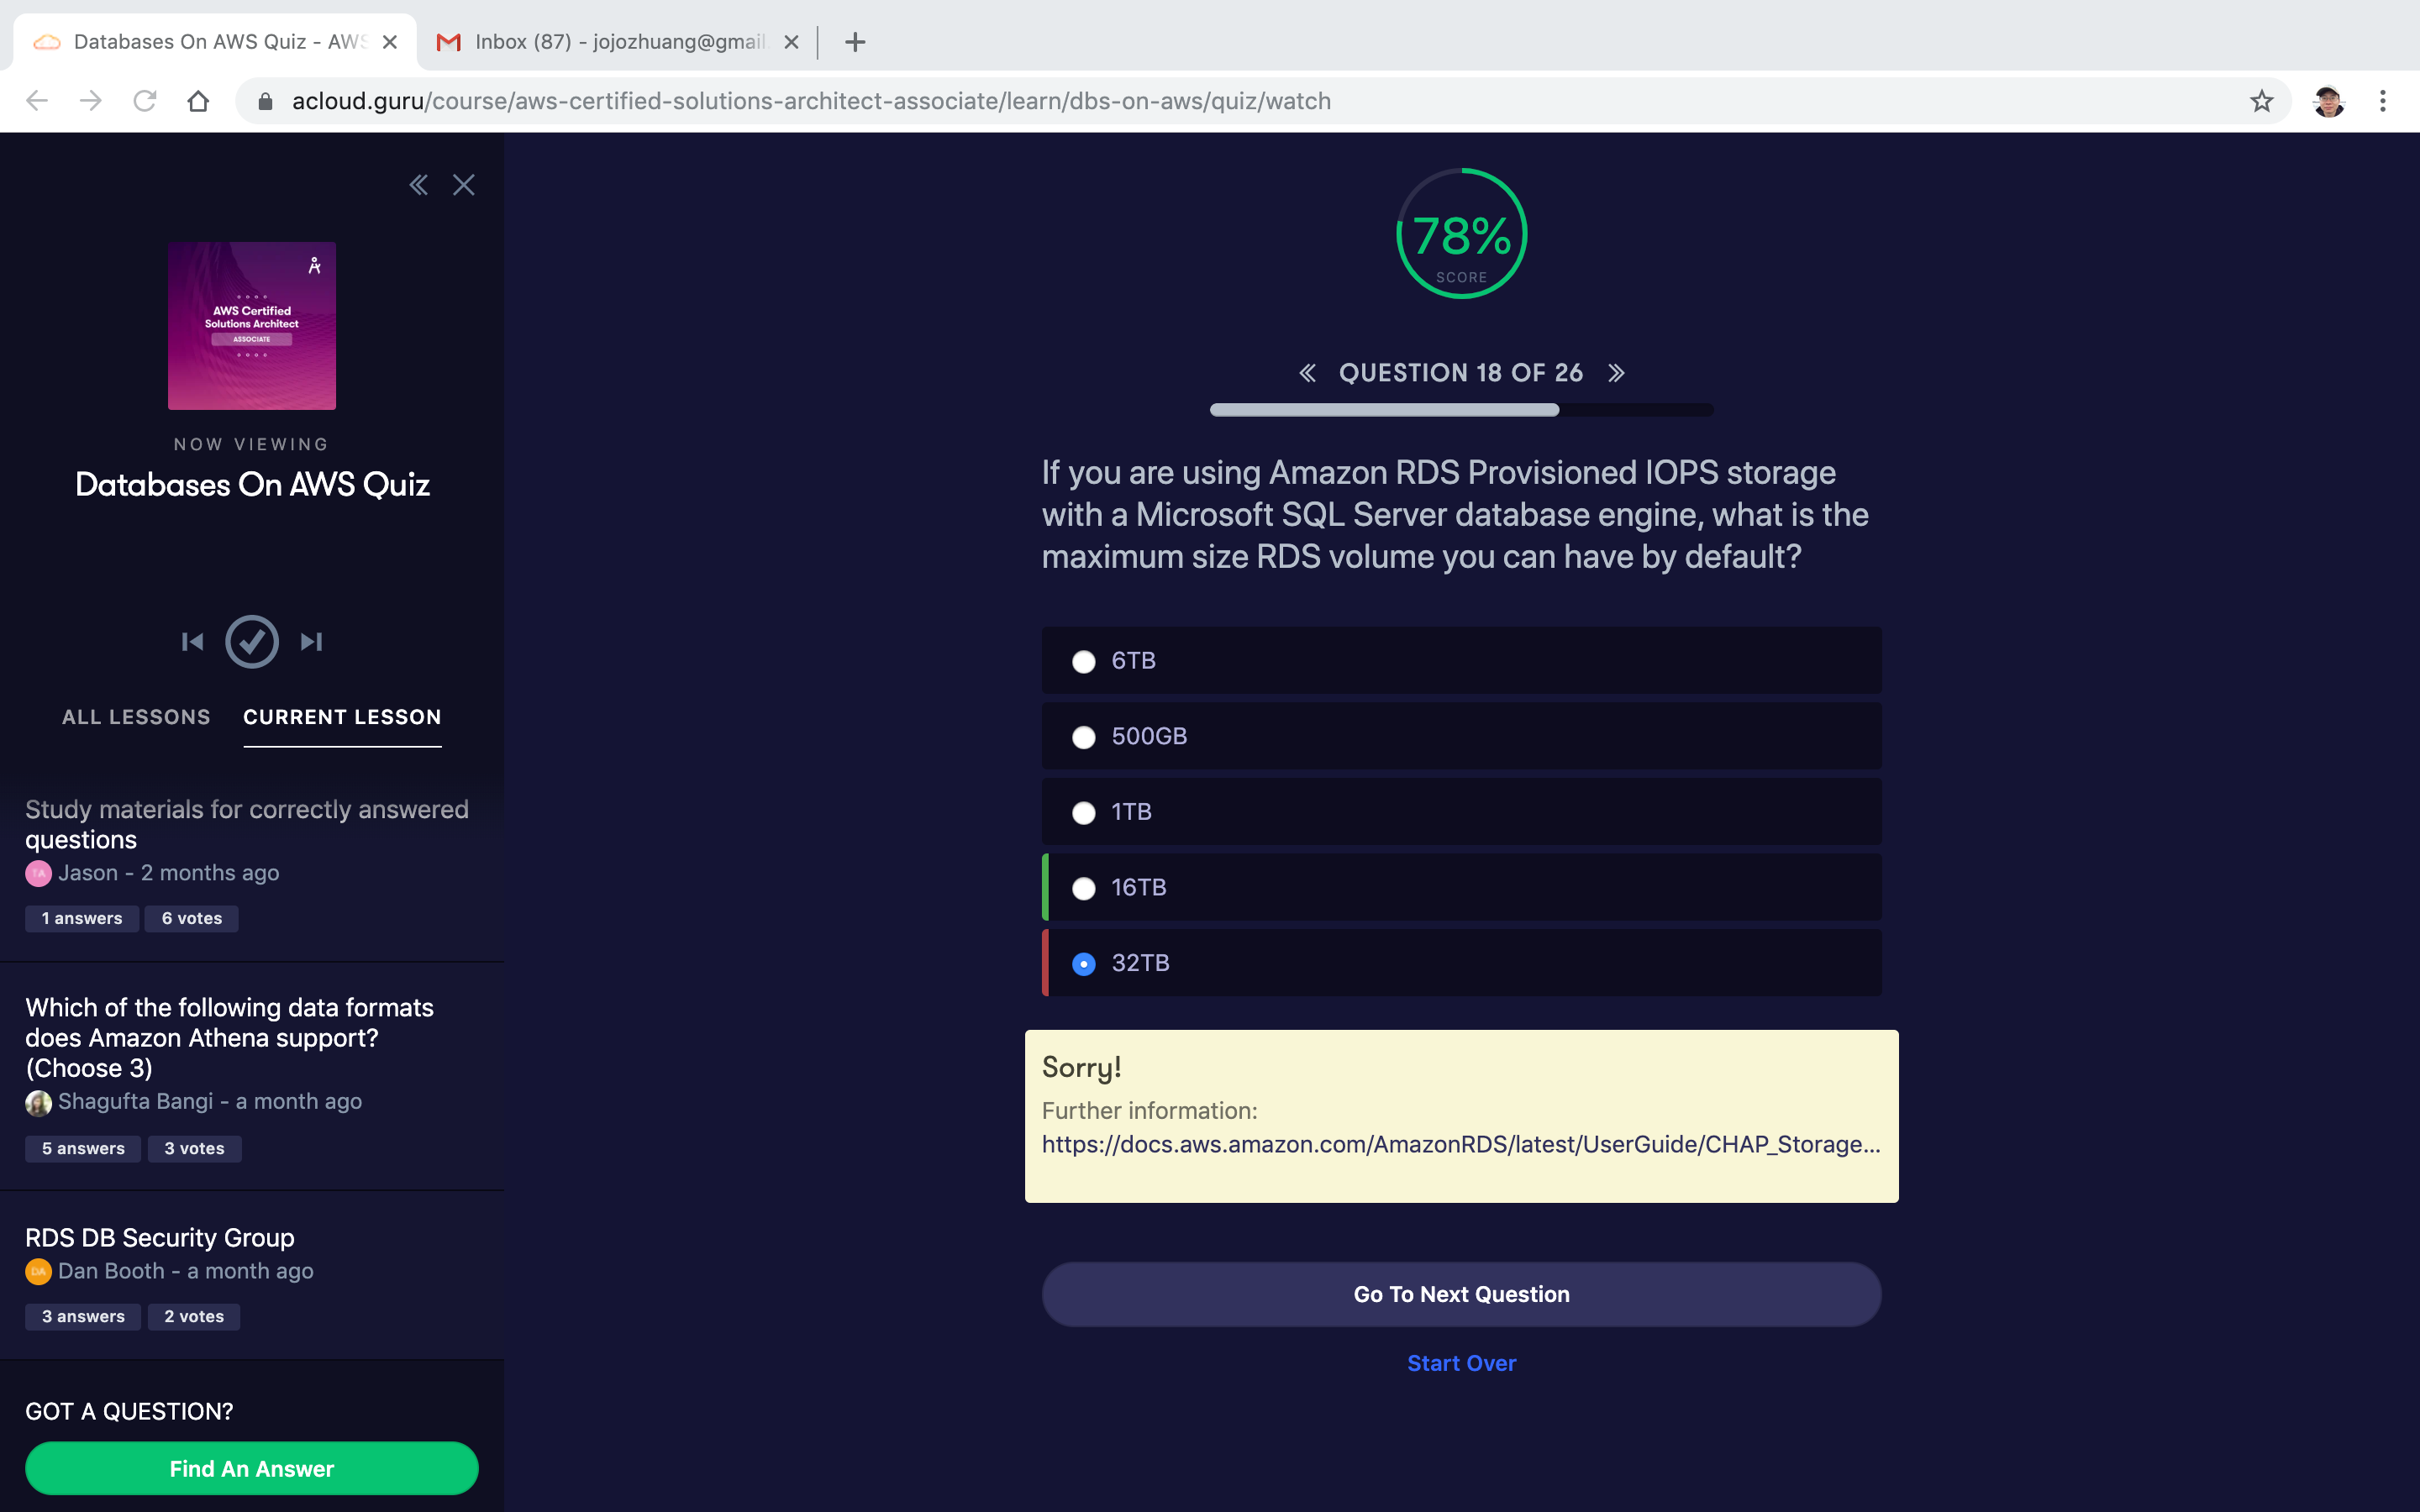 Databases On AWS Quiz - AWS
Inbox (87) - jojozhuang@gmail.
acloud.guru/course/aws-certified-solutions-architect-associate/learn/dbs-on-aws/quiz/watch
AWS Certified
Solutions Architect
ASSOCIATE
NOW VIEWING
Databases On AWS Quiz
ALL LESSONS
CURRENT LESSON
Study materials for correctly answered
questions
TA
Jason - 2 months ago
1 answers
6 votes
Which of the following data formats
does Amazon Athena support?
(Choose 3)
Shagufta Bangi - a month ago
5 answers
3 votes
RDS DB Security Group
DA
Dan Booth - a month ago
3 answers
2 votes
GOT A QUESTION?
Find An Answer
78%
SCORE
QUESTION 18 OF 26
If you are using Amazon RDS Provisioned IOPS storage
with a Microsoft SQL Server database engine, what is the
maximum size RDS volume you can have by default?
6TB
500GB
1TB
16TB
32TB
Sorry!
Further information:
https://docs.aws.amazon.com/AmazonRDS/latest/UserGuide/CHAP_Storage...
Go To Next Question
Start Over